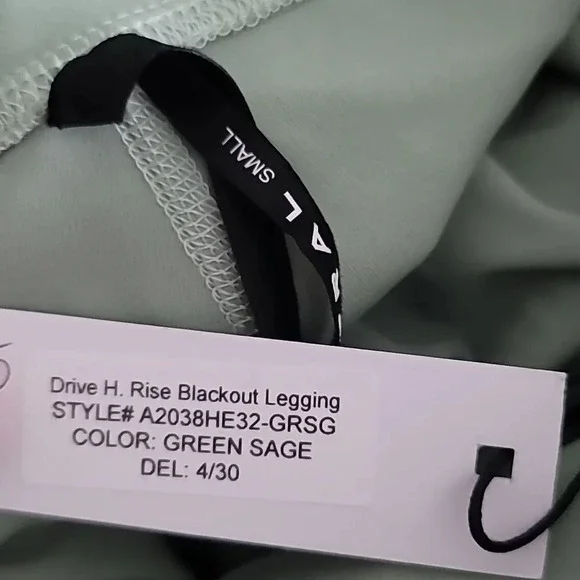 SMALL
Drive H. Rise Blackout Legging
STYLE# A2038HE32-GRSG
COLOR: GREEN SAGE
DEL: 4/30